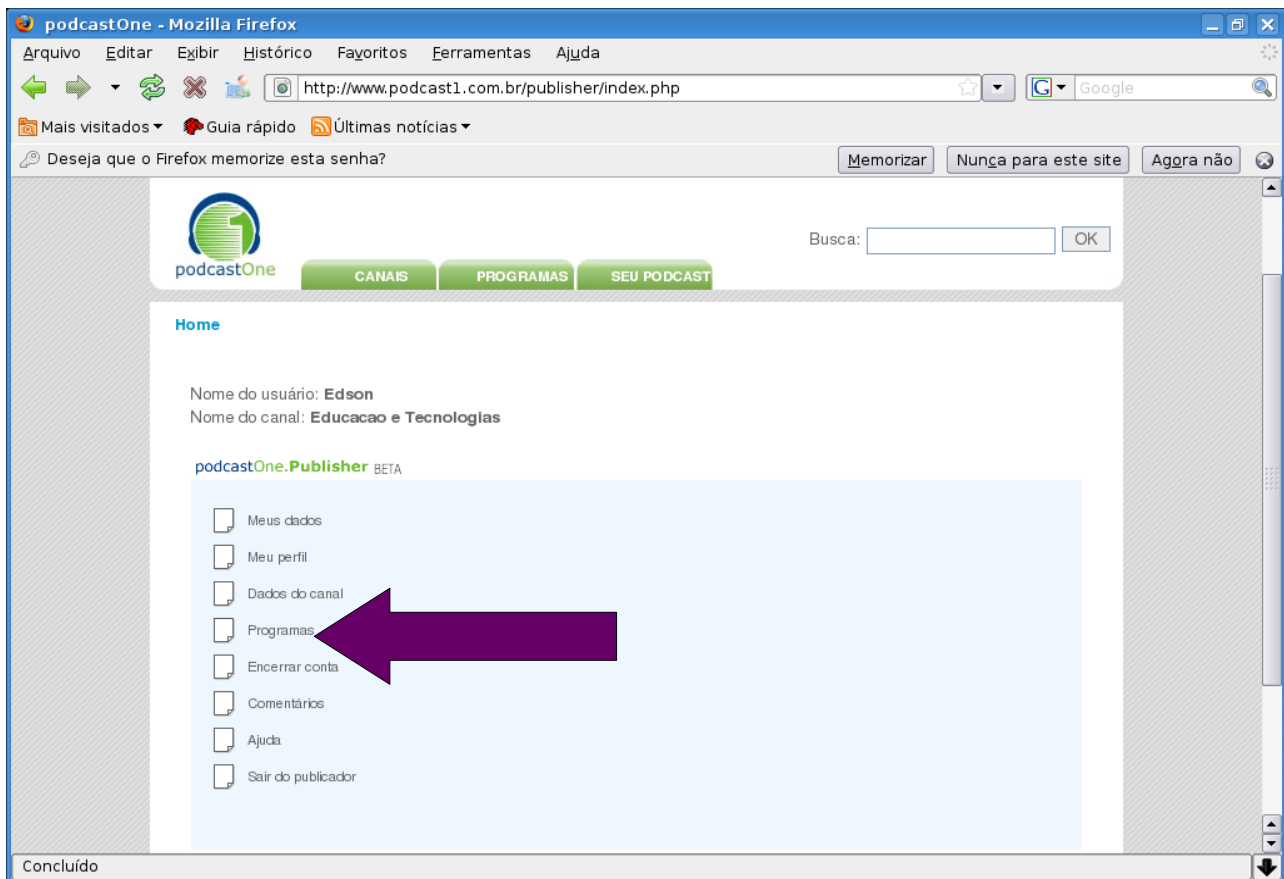 podcastOne - Mozilla Firefox
Arquivo Editar Exibir Histórico Favoritos Ferramentas Ajuda
http://www.podcast1.com.br/publisher/index.php
G Google
Mais visitados Guia rápido Últimas notícias
Deseja que o Firefox memorize esta senha? Memorizar Nunca para este site Agora não
1
podcastOne
Busca: OK
CANAIS PROGRAMAS SEU PODCAST
Home
Nome do usuário: Edson
Nome do canal: Educacao e Tecnologias
podcastOne.Publisher BETA
Meus dados
Meu perfil
Dados do canal
Programas
Encerrar conta
Comentários
Ajuda
Sair do publicador
Concluído